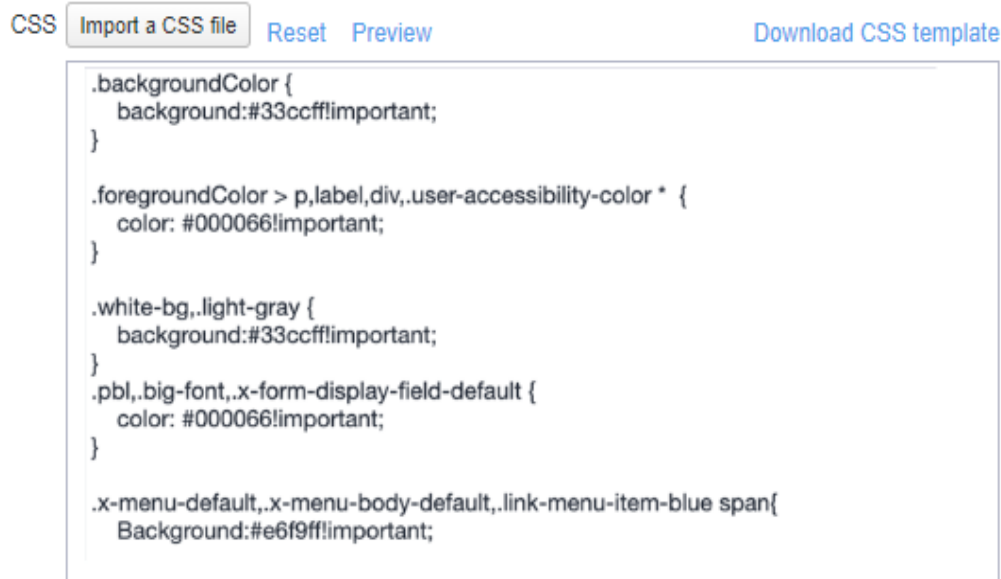 CSS Import a CSS file Reset Preview Download CSS template
.backgroundColor {
background:#33ccff!important;
}
.foregroundColor > p,label,div,.user-accessibility-color * {
color: #000066!important;
}
.white-bg,.light-gray {
background:#33ccff!important;
}
.pbl,.big-font,.x-form-display-field-default {
color: #000066!important;
}
.x-menu-default,.x-menu-body-default,.link-menu-item-blue span{
Background:#e6f9ff!important;